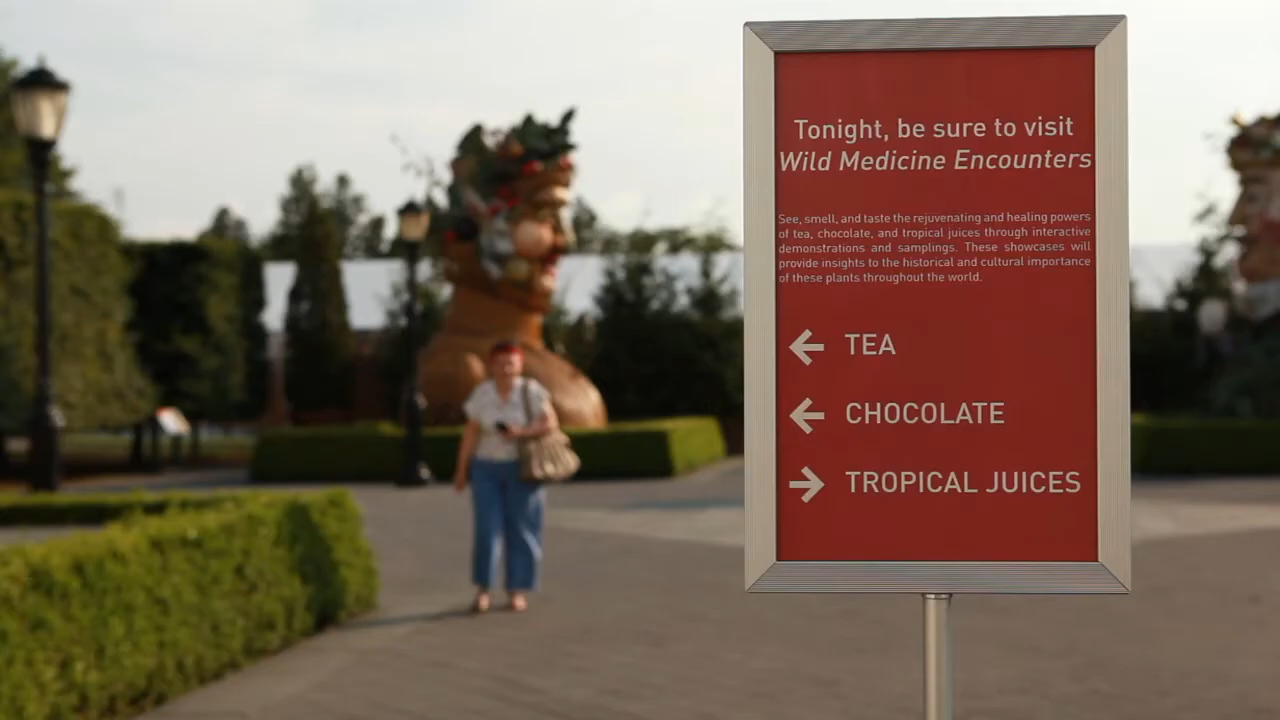 Tonight, be sure to visit
Wild Medicine Encounters
See, smell, and taste the rejuvenating and healing powers
of tea, chocolate, and tropical juices through interactive
demonstrations and samplings. These showcases will
provide insights to the historical and cultural importance
of these plants throughout the world.
TEA
CHOCOLATE
TROPICAL JUICES